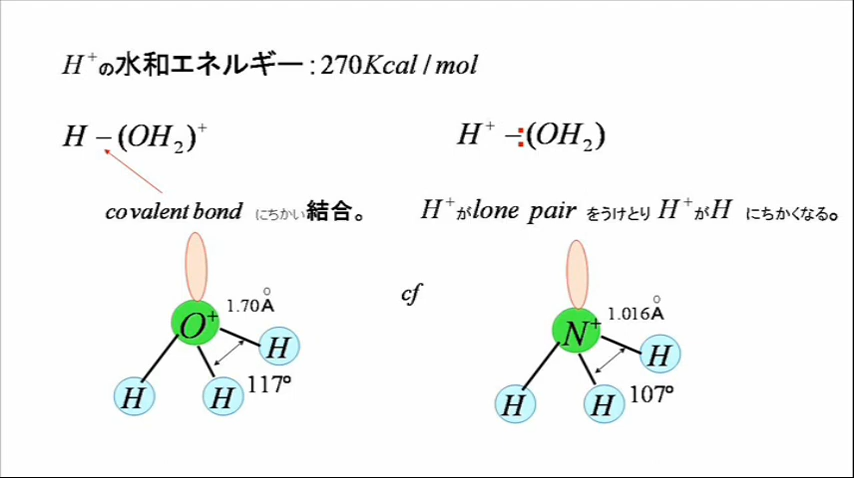 H⁺の水和エネルギー:270Kcal/mol
H−(OH₂)⁺
H⁺−:(OH₂)
covalent bond にちかい結合。
H⁺がlone pair をうけとり H⁺がH にちかくなる。
cf
1.70Å
O⁺
H
H
H
117°
1.016Å
N⁺
H
H
H
107°